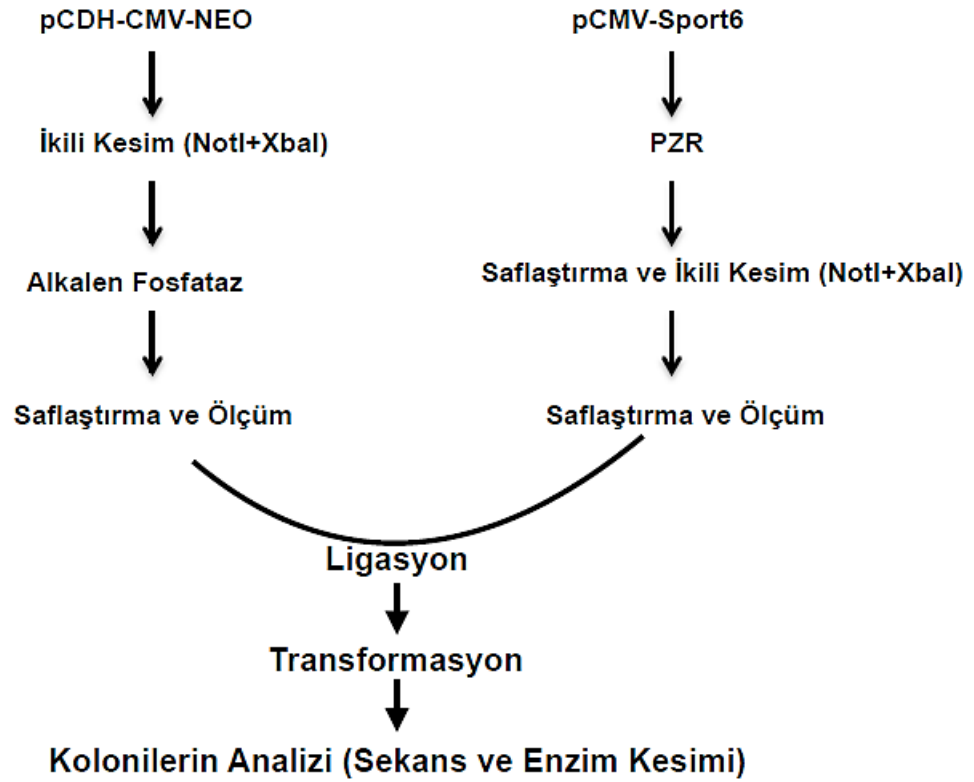 pCDH-CMV-NEO
pCMV-Sport6
İkili Kesim (NotI+XbaI)
PZR
Alkalen Fosfataz
Saflaştırma ve İkili Kesim (NotI+XbaI)
Saflaştırma ve Ölçüm
Saflaştırma ve Ölçüm
Ligasyon
Transformasyon
Kolonilerin Analizi (Sekans ve Enzim Kesimi)